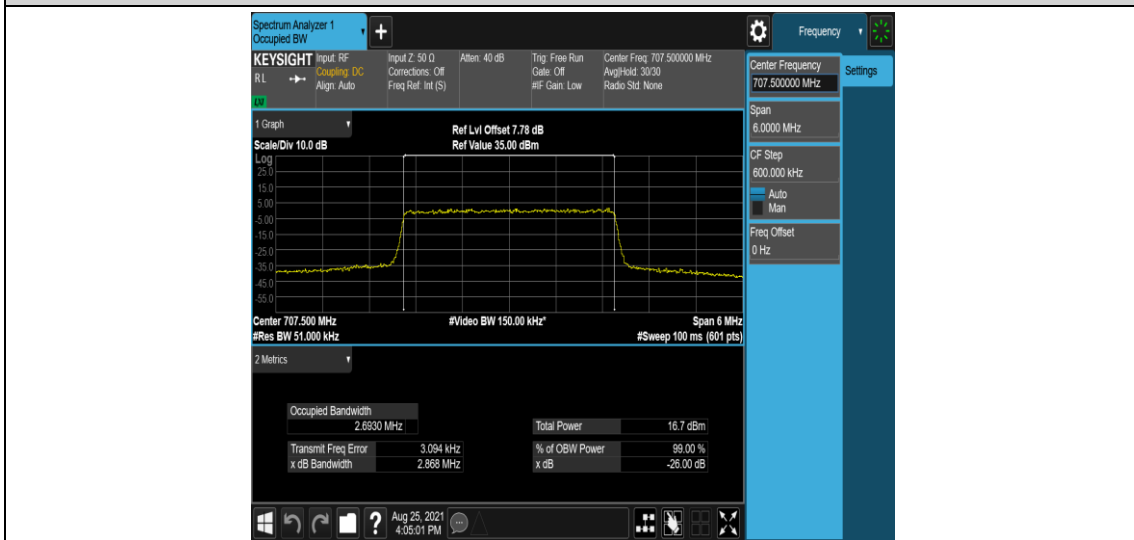 Spectrum Analyzer 1
Occupied BW
+
Frequency
KEYSIGHT
RL
Input: RF
Coupling: DC
Align: Auto
Input Z: 50 Ω
Corrections: Off
Freq Ref: Int (S)
Atten: 40 dB
Trig: Free Run
Gate: Off
#IF Gain: Low
Center Freq: 707.500000 MHz
Avg|Hold: 30/30
Radio Std: None
Center Frequency
707.500000 MHz
Settings
Span
6.0000 MHz
CF Step
600.000 kHz
Auto
Man
Freq Offset
0 Hz
1 Graph
Ref Lvl Offset 7.78 dB
Scale/Div 10.0 dB
Ref Value 35.00 dBm
Log
25.0
15.0
5.00
-5.00
-15.0
-25.0
-35.0
-45.0
-55.0
Center 707.500 MHz
#Video BW 150.00 kHz*
Span 6 MHz
#Res BW 51.000 kHz
#Sweep 100 ms (601 pts)
2 Metrics
Occupied Bandwidth
2.6930 MHz
Total Power 16.7 dBm
Transmit Freq Error 3.094 kHz
% of OBW Power 99.00 %
x dB Bandwidth 2.868 MHz
x dB -26.00 dB
?
Aug 25, 2021
4:05:01 PM